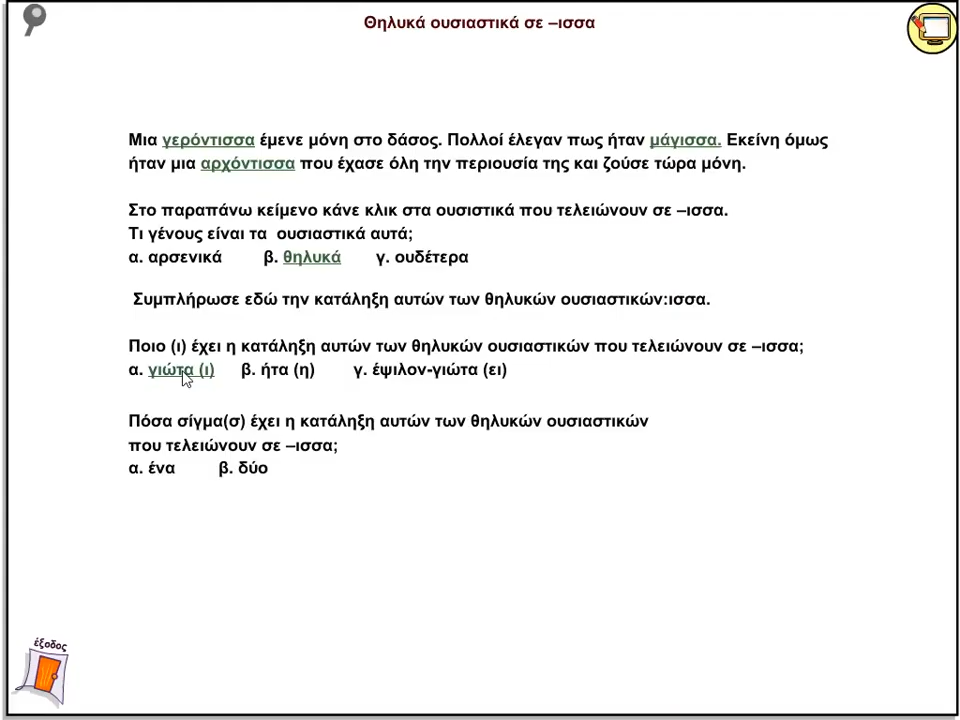 Θηλυκά ουσιαστικά σε –ισσα
Μια γερόντισσα έμενε μόνη στο δάσος. Πολλοί έλεγαν πως ήταν μάγισσα. Εκείνη όμως
ήταν μια αρχόντισσα που έχασε όλη την περιουσία της και ζούσε τώρα μόνη.
Στο παραπάνω κείμενο κάνε κλικ στα ουσιστικά που τελειώνουν σε –ισσα.
Τι γένους είναι τα ουσιαστικά αυτά;
α. αρσενικά β. θηλυκά γ. ουδέτερα
Συμπλήρωσε εδώ την κατάληξη αυτών των θηλυκών ουσιαστικών:ισσα.
Ποιο (ι) έχει η κατάληξη αυτών των θηλυκών ουσιαστικών που τελειώνουν σε –ισσα;
α. γιώτα (ι) β. ήτα (η) γ. έψιλον-γιώτα (ει)
Πόσα σίγμα(σ) έχει η κατάληξη αυτών των θηλυκών ουσιαστικών
που τελειώνουν σε –ισσα;
α. ένα β. δύο
έξοδος